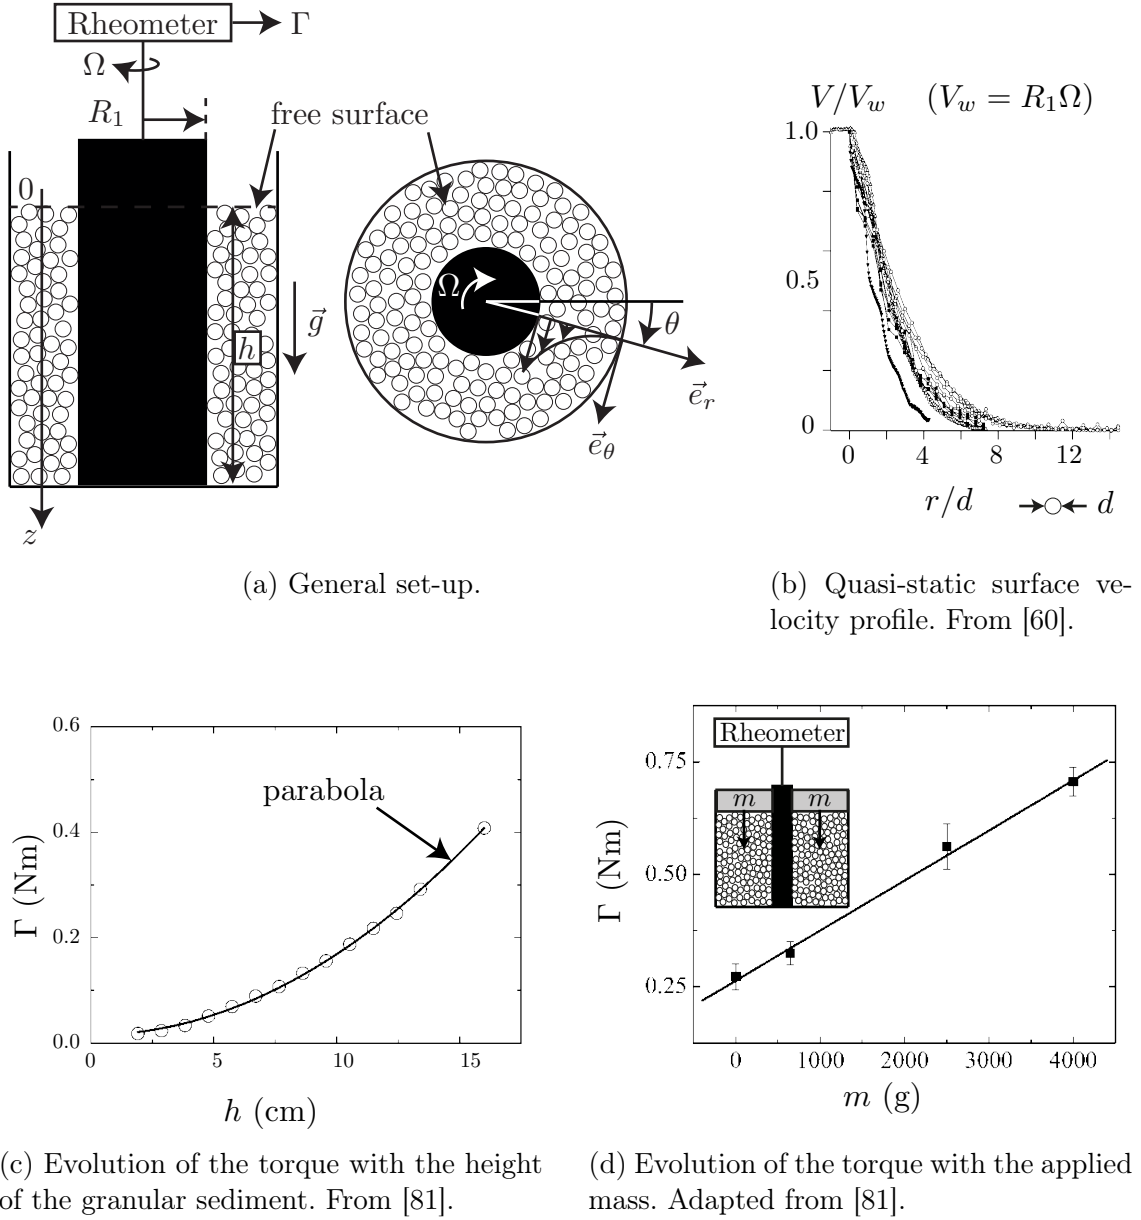 Rheometer
Γ
Ω
R₁
free surface
0
h
g⃗
z
Ω
θ
e⃗ᵣ
e⃗_θ
(a) General set-up.
V/V_w (V_w = R₁Ω)
1.0
0.5
0
0 4 8 12
r/d
d
(b) Quasi-static surface ve-
locity profile. From [60].
0.6
0.4
0.2
0.0
Γ (Nm)
parabola
0 5 10 15
h (cm)
(c) Evolution of the torque with the height
of the granular sediment. From [81].
Rheometer
m m
0.75
0.50
0.25
Γ (Nm)
0 1000 2000 3000 4000
m (g)
(d) Evolution of the torque with the applied
mass. Adapted from [81].